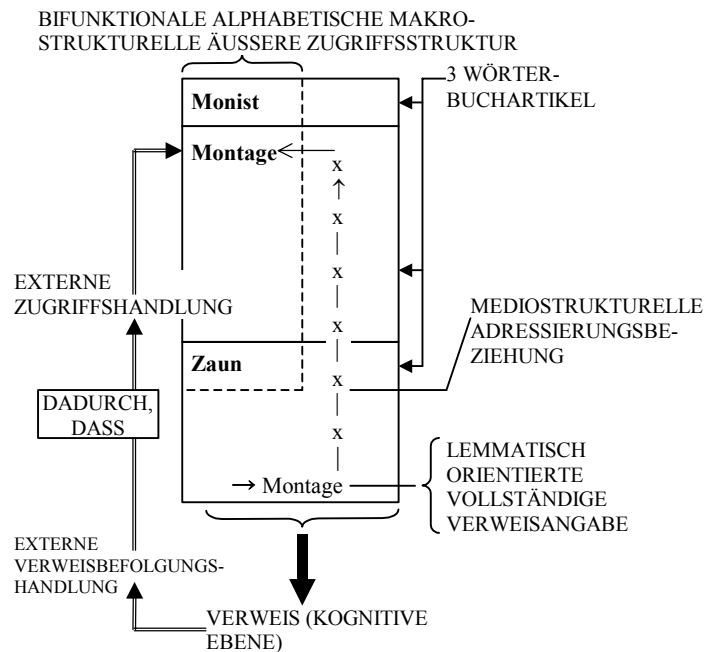 BIFUNKTIONALE ALPHABETISCHE MAKRO-
STRUKTURELLE ÄUSSERE ZUGRIFFSSTRUKTUR
3 WÖRTER-
BUCHARTIKEL
Monist
Montage
x
x
x
x
x
x
EXTERNE
ZUGRIFFSHANDLUNG
MEDIOSTRUKTURELLE
ADRESSIERUNGSBE-
ZIEHUNG
Zaun
DADURCH,
DASS
→ Montage
LEMMATISCH
ORIENTIERTE
VOLLSTÄNDIGE
VERWEISANGABE
EXTERNE
VERWEISBEFOLGUNGS-
HANDLUNG
VERWEIS (KOGNITIVE
EBENE)